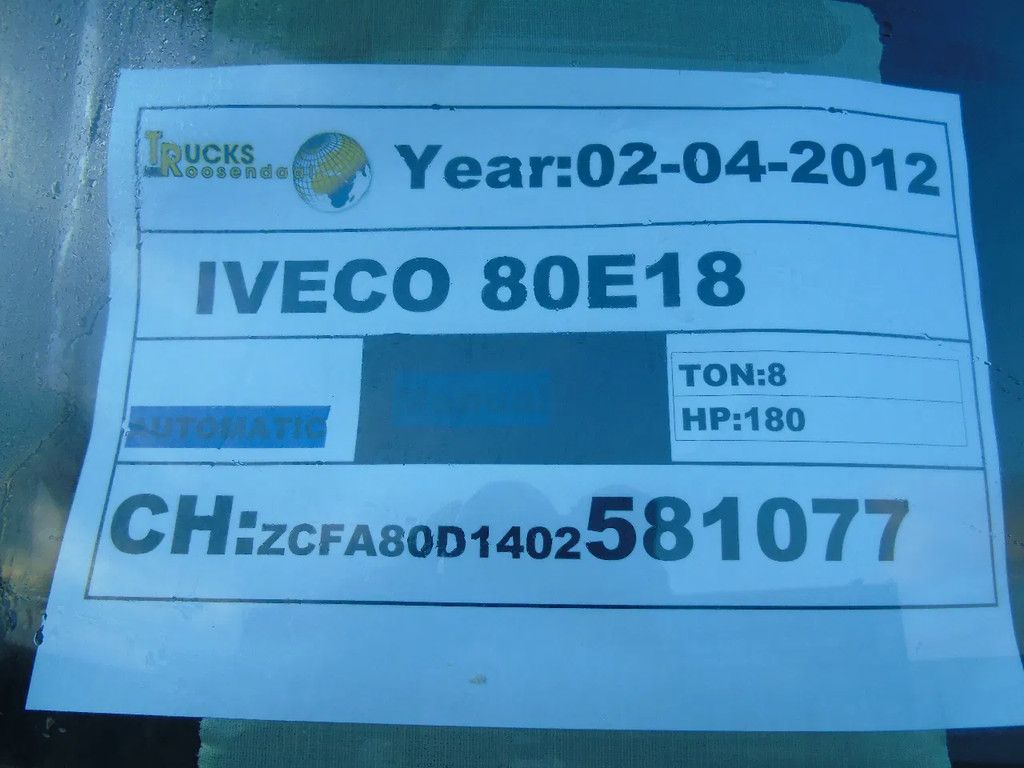 TRUCKS
Roosendaal
Year:02-04-2012
IVECO 80E18
AUTOMATIC
TON:8
HP:180
CH:ZCFA80D1402581077